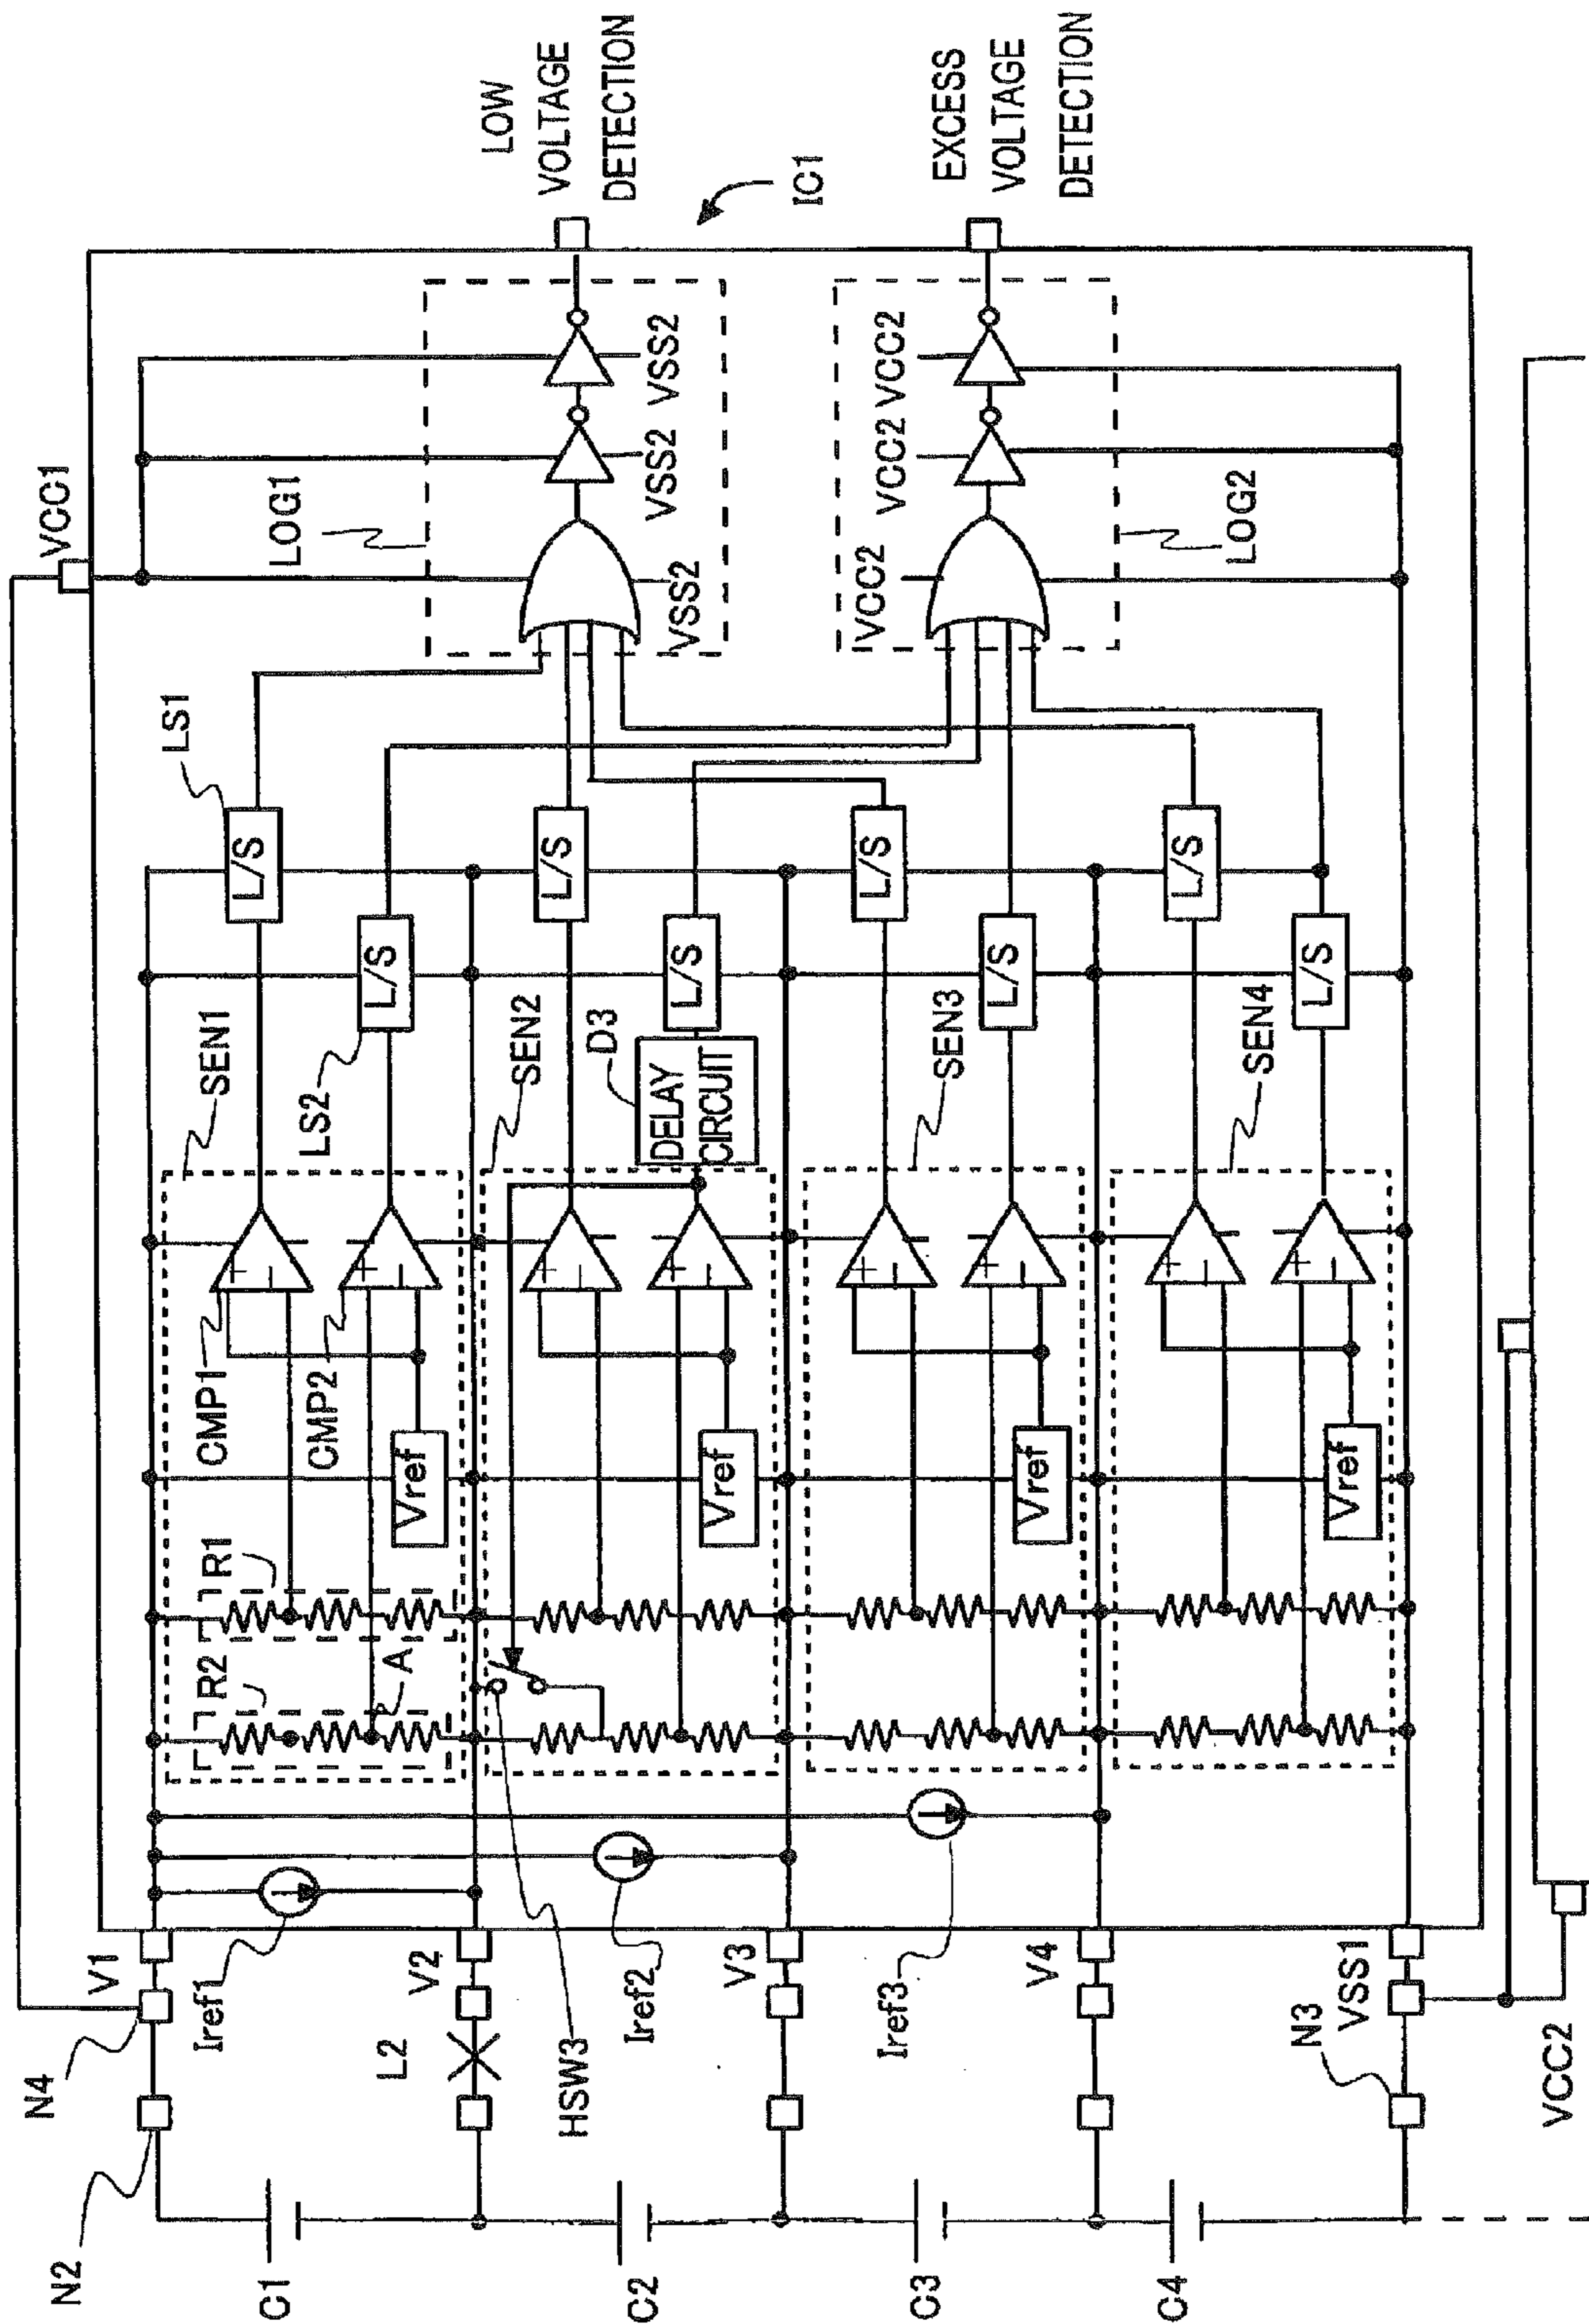 N2
N4
V1
VCC1
Iref1
R2
R1
A
CMP1
CMP2
Vref
+
−
+
−
SEN1
LS2
LS1
L/S
L/S
LOG1
VSS2
VSS2
VSS2
LOW
VOLTAGE
DETECTION
IC1
C1
L2
V2
HSW3
Iref2
Vref
+
−
+
−
SEN2
D3
DELAY
CIRCUIT
L/S
L/S
C2
V3
Iref3
Vref
+
−
+
−
SEN3
L/S
L/S
VCC2
VCC2
VCC2
LOG2
EXCESS
VOLTAGE
DETECTION
C3
V4
Vref
+
−
+
−
SEN4
L/S
L/S
C4
N3
VSS1
VCC2